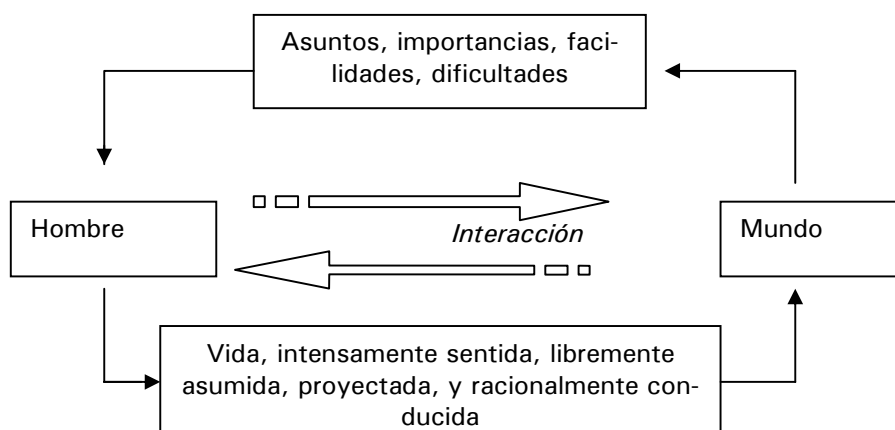 Asuntos, importancias, faci-
lidades, dificultades
Hombre
Interacción
Mundo
Vida, intensamente sentida, libremente
asumida, proyectada, y racionalmente con-
ducida